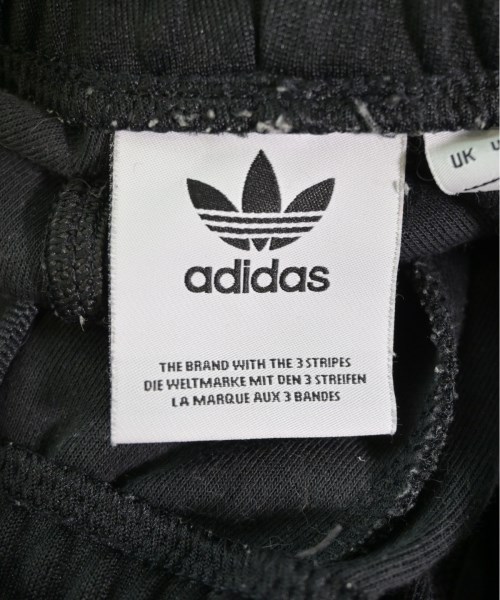 adidas
THE BRAND WITH THE 3 STRIPES
DIE WELTMARKE MIT DEN 3 STREIFEN
LA MARQUE AUX 3 BANDES
UK